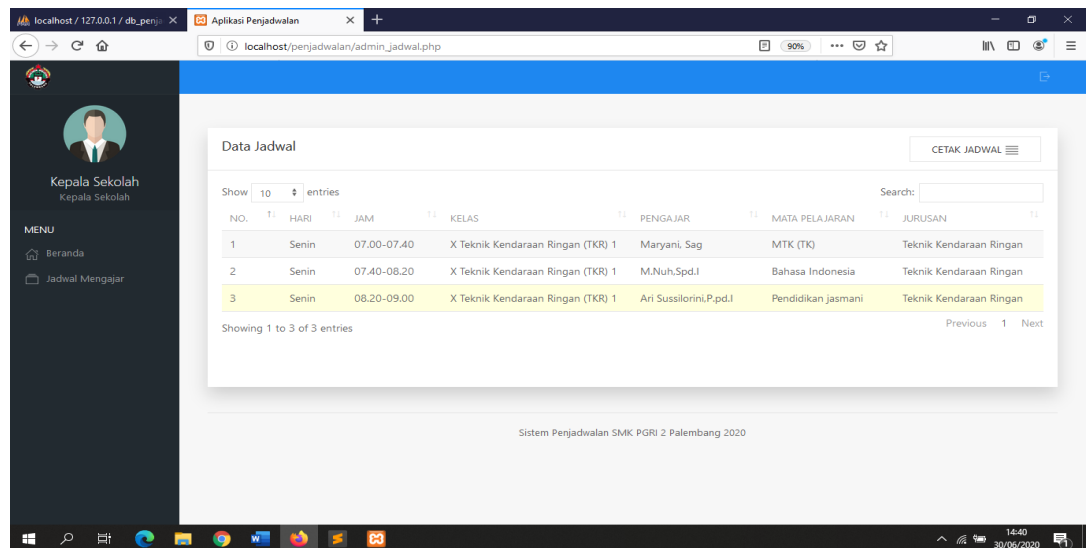 localhost / 127.0.0.1 / db_penja
Aplikasi Penjadwalan
localhost/penjadwalan/admin_jadwal.php
90%
Kepala Sekolah
Kepala Sekolah
MENU
Beranda
Jadwal Mengajar
Data Jadwal
CETAK JADWAL
Show 10 entries
Search:
NO. HARI JAM KELAS PENGAJAR MATA PELAJARAN JURUSAN
1 Senin 07.00-07.40 X Teknik Kendaraan Ringan (TKR) 1 Maryani, Sag MTK (TK) Teknik Kendaraan Ringan
2 Senin 07.40-08.20 X Teknik Kendaraan Ringan (TKR) 1 M.Nuh,Spd.I Bahasa Indonesia Teknik Kendaraan Ringan
3 Senin 08.20-09.00 X Teknik Kendaraan Ringan (TKR) 1 Ari Sussilorini,P.pd.I Pendidikan jasmani Teknik Kendaraan Ringan
Showing 1 to 3 of 3 entries
Previous 1 Next
Sistem Penjadwalan SMK PGRI 2 Palembang 2020
14:40
30/06/2020